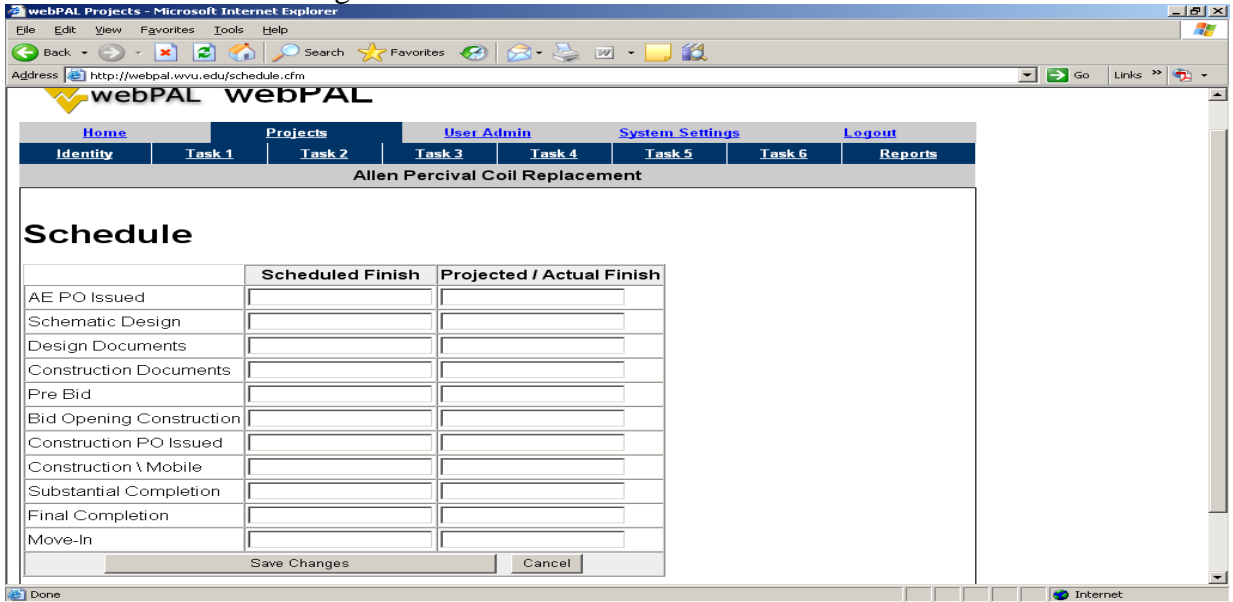 webPAL Projects - Microsoft Internet Explorer
File Edit View Favorites Tools Help
Back Search Favorites
Address http://webpal.wvu.edu/schedule.cfm Go Links »
webPAL webPAL
Home Projects User Admin System Settings Logout
Identity Task 1 Task 2 Task 3 Task 4 Task 5 Task 6 Reports
Allen Percival Coil Replacement
Schedule
Scheduled Finish Projected / Actual Finish
AE PO Issued
Schematic Design
Design Documents
Construction Documents
Pre Bid
Bid Opening Construction
Construction PO Issued
Construction \ Mobile
Substantial Completion
Final Completion
Move-In
Save Changes Cancel
Done Internet